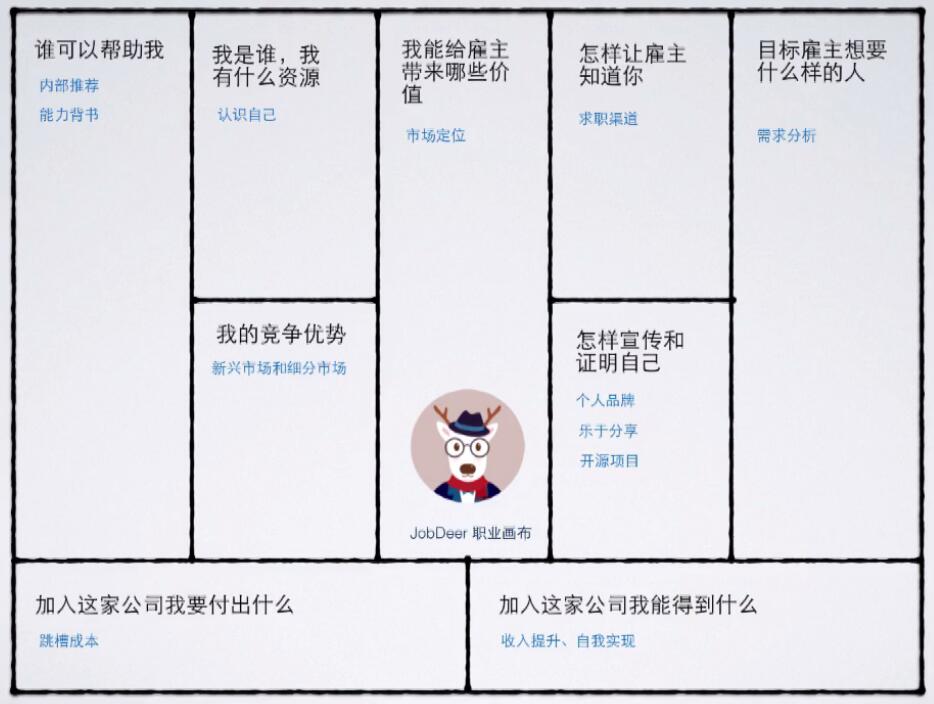 谁可以帮助我
内部推荐
能力背书
我是谁，我
有什么资源
认识自己
我的竞争优势
新兴市场和细分市场
我能给雇主
带来哪些价
值
市场定位
JobDeer 职业画布
怎样让雇主
知道你
求职渠道
怎样宣传和
证明自己
个人品牌
乐于分享
开源项目
目标雇主想要
什么样的人
需求分析
加入这家公司我要付出什么
跳槽成本
加入这家公司我能得到什么
收入提升、自我实现